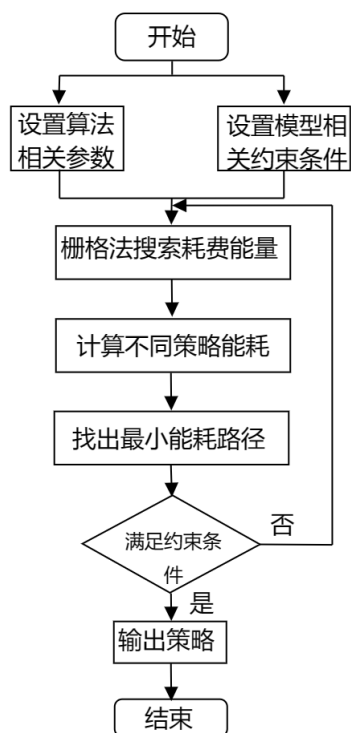 开始
设置算法
相关参数
设置模型相
关约束条件
栅格法搜索耗费能量
计算不同策略能耗
找出最小能耗路径
满足约束条
件
否
是
输出策略
结束